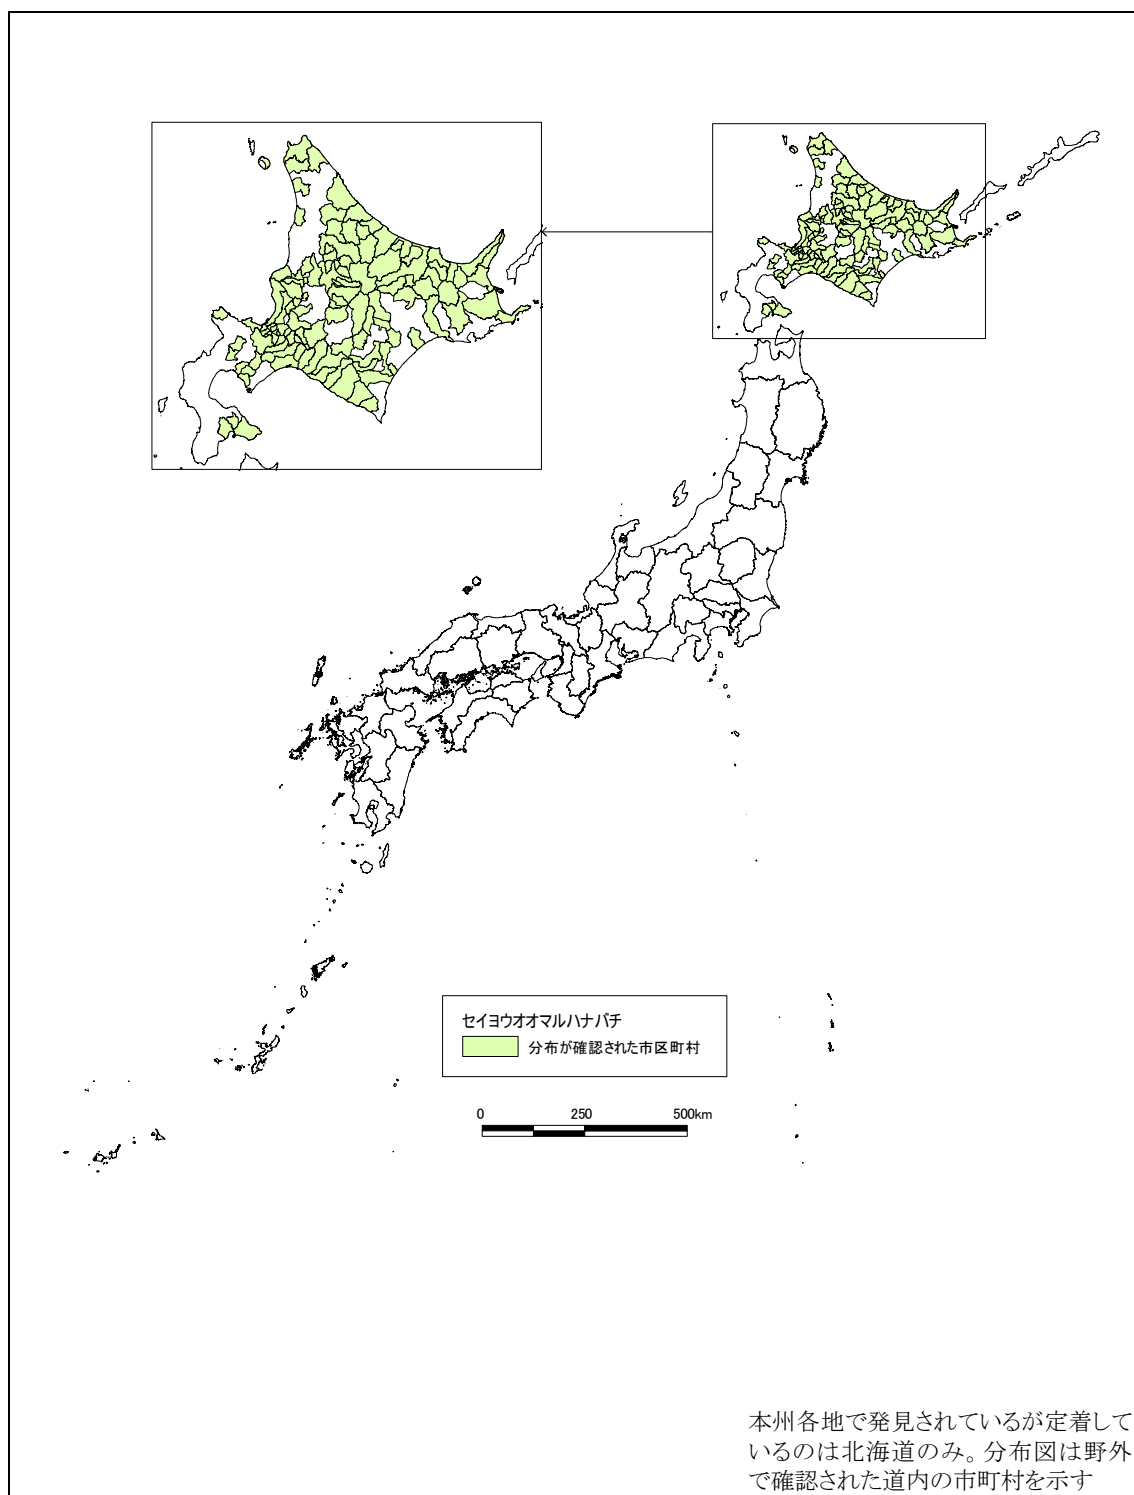 セイヨウオオマルハナバチ
分布が確認された市区町村
0 250 500km
本州各地で発見されているが定着して
いるのは北海道のみ。分布図は野外
で確認された道内の市町村を示す